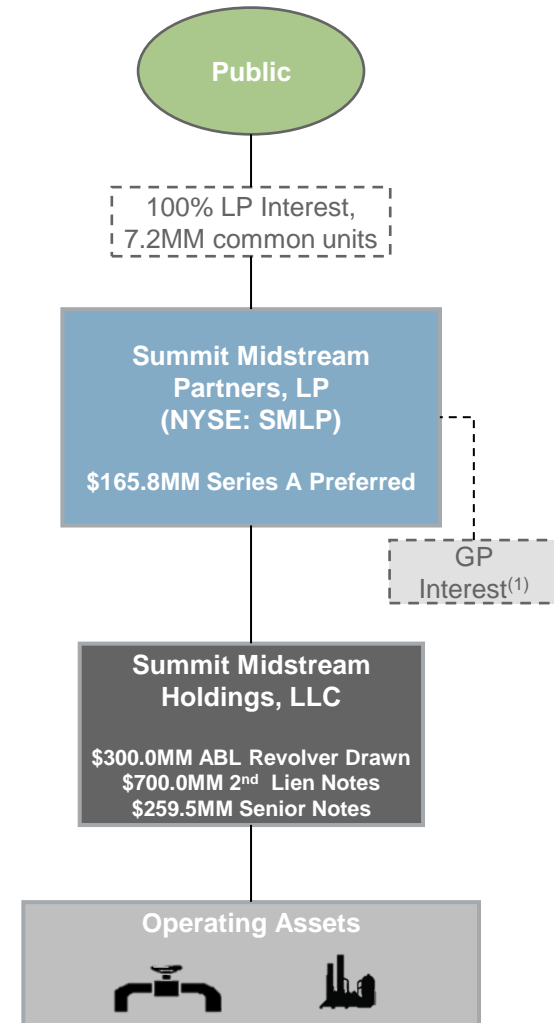 Public
100% LP Interest,
7.2MM common units
Summit Midstream
Partners, LP
(NYSE: SMLP)
$165.8MM Series A Preferred
GP
Interest(1)
Summit Midstream
Holdings, LLC
$300.0MM ABL Revolver Drawn
$700.0MM 2nd Lien Notes
$259.5MM Senior Notes
Operating Assets